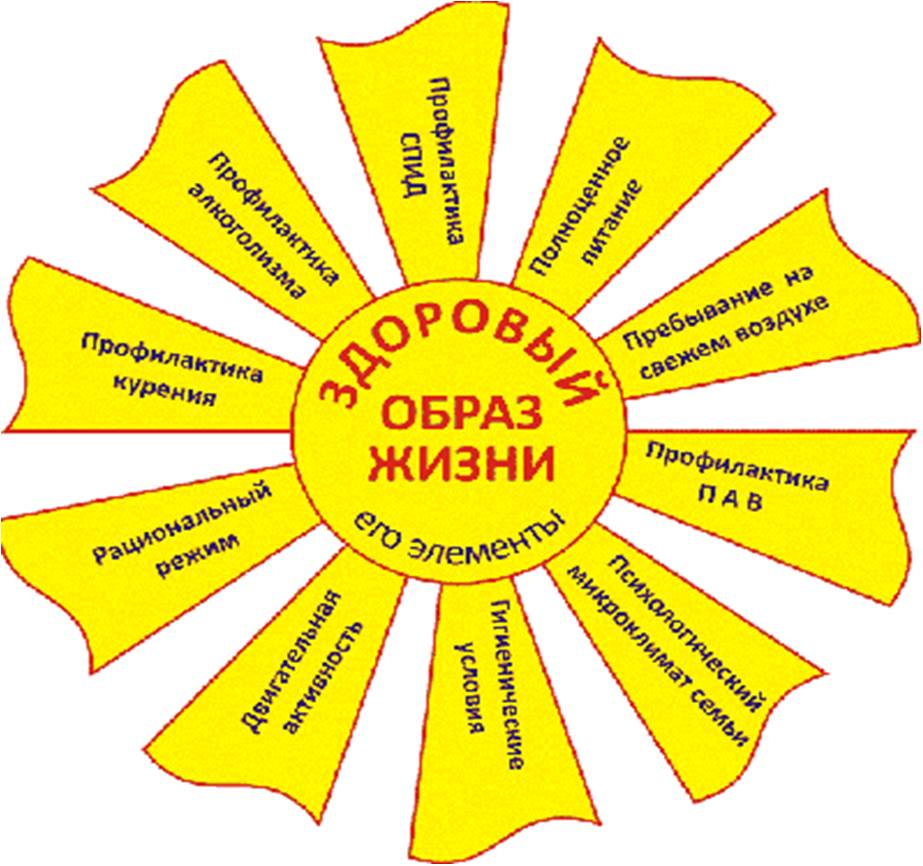 ЗДОРОВЫЙ
ОБРАЗ
ЖИЗНИ
его элементы
Профилактика
СПИД
Полноценное
питание
Пребывание на
свежем воздухе
Профилактика
П А В
Психологический
микроклимат семьи
Гигиенические
условия
Двигательная
активность
Рациональный
режим
Профилактика
курения
Профилактика
алкоголизма